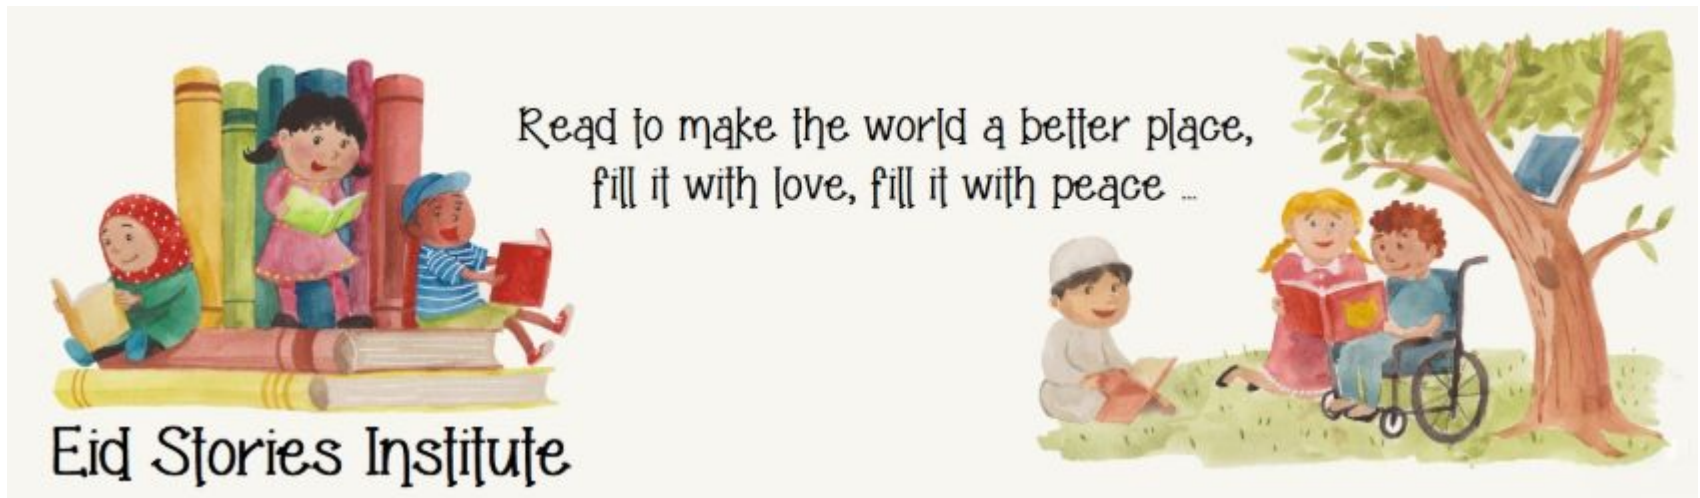 Read to make the world a better place,
fill it with love, fill it with peace ...
Eid Stories Institute